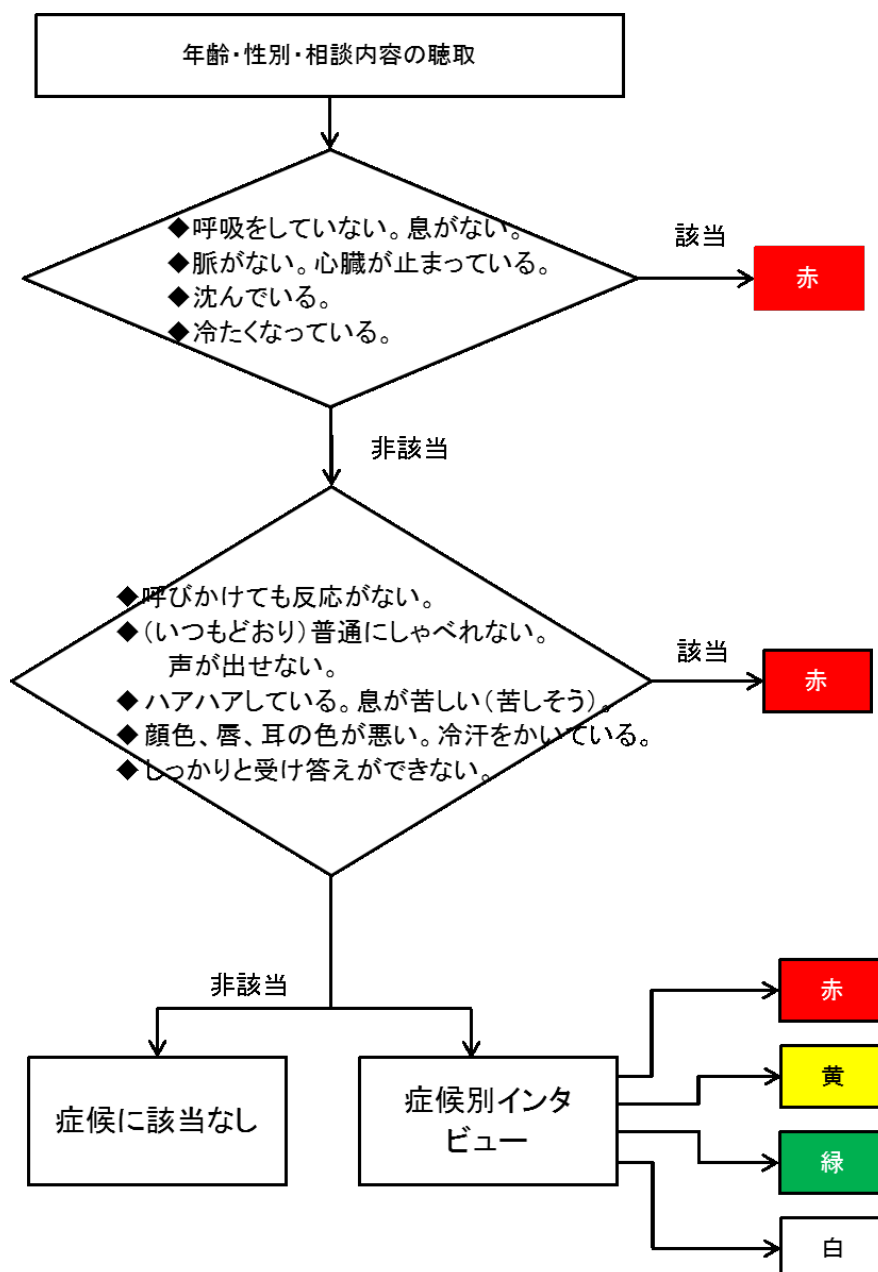 年齢・性別・相談内容の聴取
◆呼吸をしていない。息がない。
◆脈がない。心臓が止まっている。
◆沈んでいる。
◆冷たくなっている。
該当
赤
非該当
◆呼びかけても反応がない。
◆(いつもどおり)普通にしゃべれない。
声が出せない。
◆ハアハアしている。息が苦しい(苦しそう)。
◆顔色、唇、耳の色が悪い。冷汗をかいている。
◆しっかりと受け答えができない。
該当
赤
非該当
症候に該当なし
症候別インタ
ビュー
赤
黄
緑
白